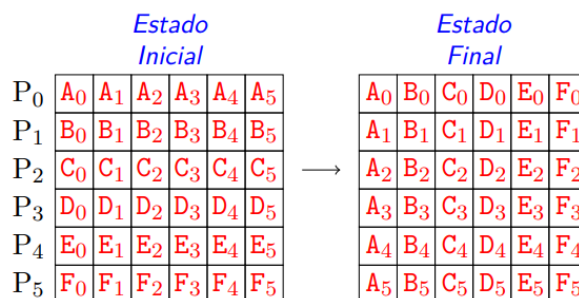 Estado Estado
Inicial Final
P₀ A₀ A₁ A₂ A₃ A₄ A₅ A₀ B₀ C₀ D₀ E₀ F₀
P₁ B₀ B₁ B₂ B₃ B₄ B₅ A₁ B₁ C₁ D₁ E₁ F₁
P₂ C₀ C₁ C₂ C₃ C₄ C₅ → A₂ B₂ C₂ D₂ E₂ F₂
P₃ D₀ D₁ D₂ D₃ D₄ D₅ A₃ B₃ C₃ D₃ E₃ F₃
P₄ E₀ E₁ E₂ E₃ E₄ E₅ A₄ B₄ C₄ D₄ E₄ F₄
P₅ F₀ F₁ F₂ F₃ F₄ F₅ A₅ B₅ C₅ D₅ E₅ F₅